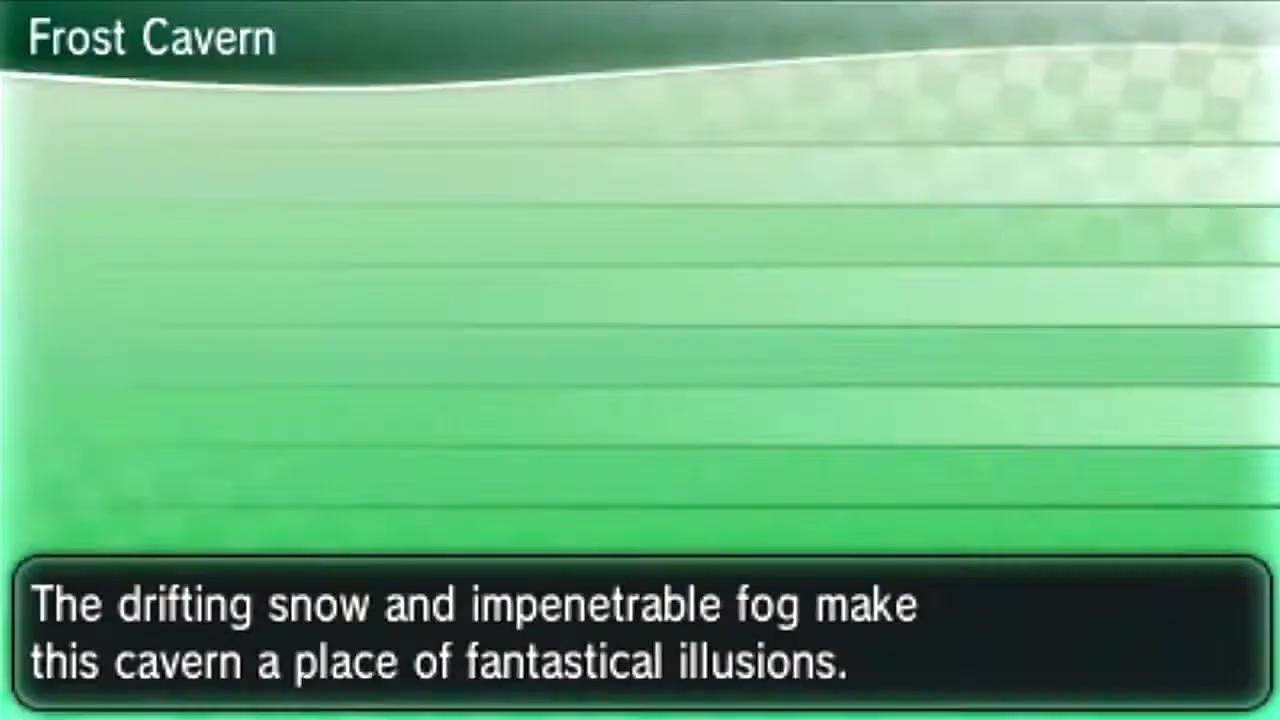 Frost Cavern
The drifting snow and impenetrable fog make
this cavern a place of fantastical illusions.